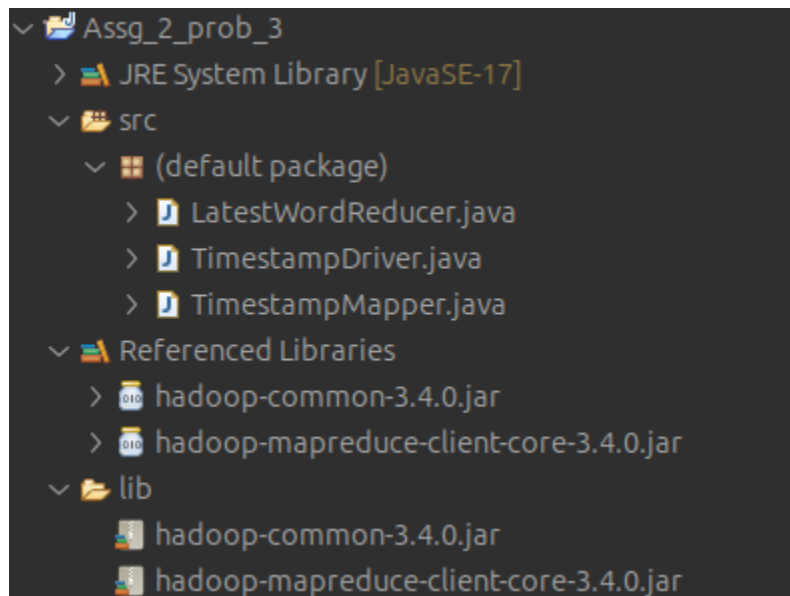 Assg_2_prob_3
JRE System Library [JavaSE-17]
src
(default package)
LatestWordReducer.java
TimestampDriver.java
TimestampMapper.java
Referenced Libraries
hadoop-common-3.4.0.jar
hadoop-mapreduce-client-core-3.4.0.jar
lib
hadoop-common-3.4.0.jar
hadoop-mapreduce-client-core-3.4.0.jar